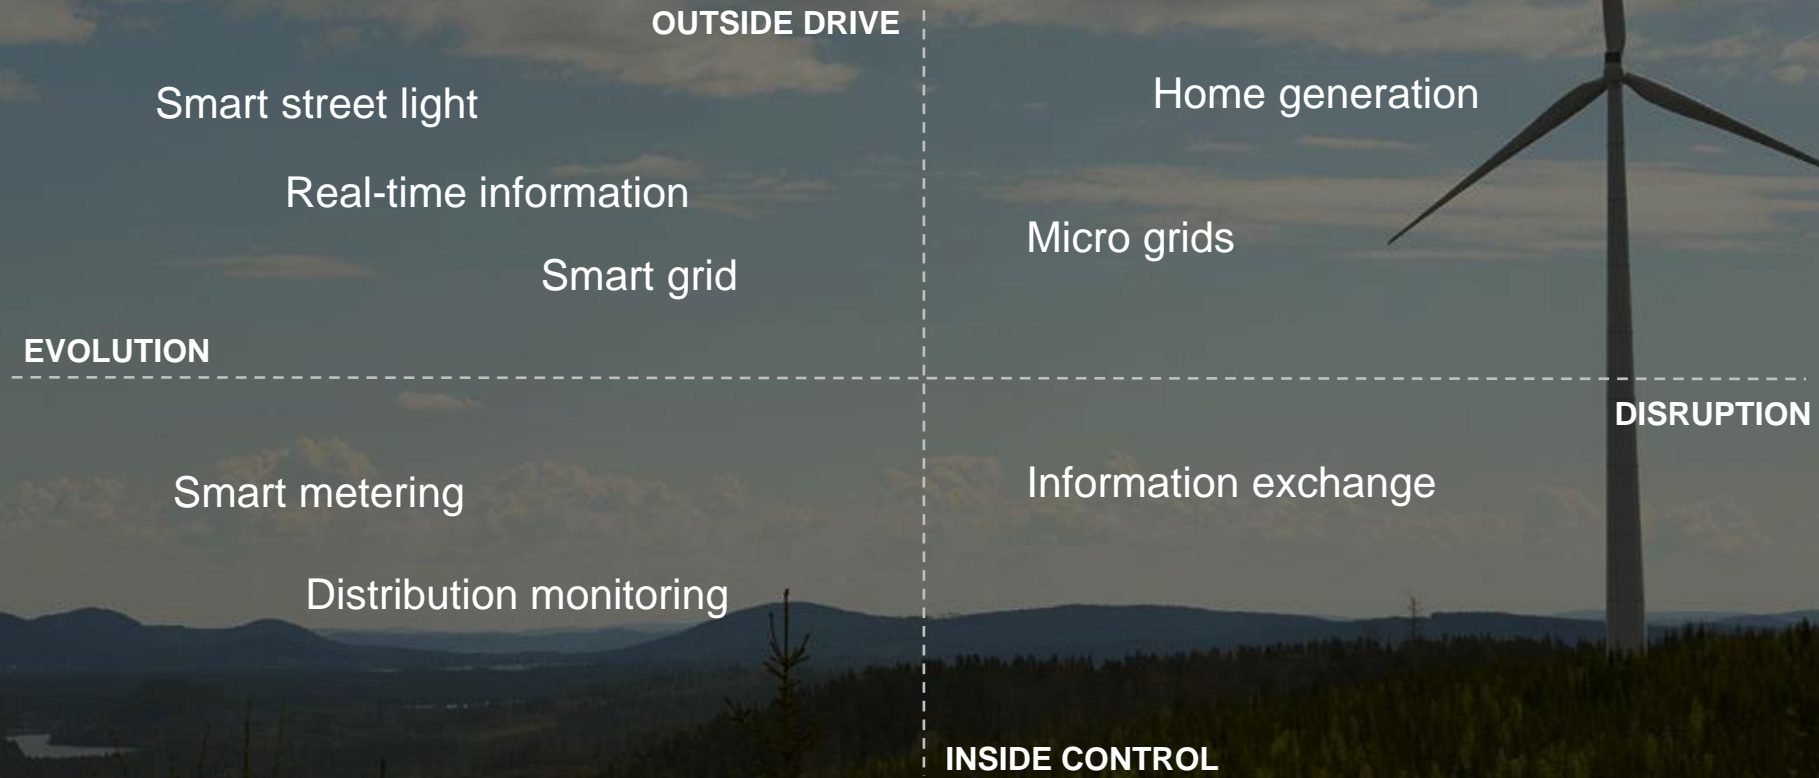 OUTSIDE DRIVE
Smart street light
Home generation
Real-time information
Micro grids
Smart grid
EVOLUTION
DISRUPTION
Smart metering
Information exchange
Distribution monitoring
INSIDE CONTROL